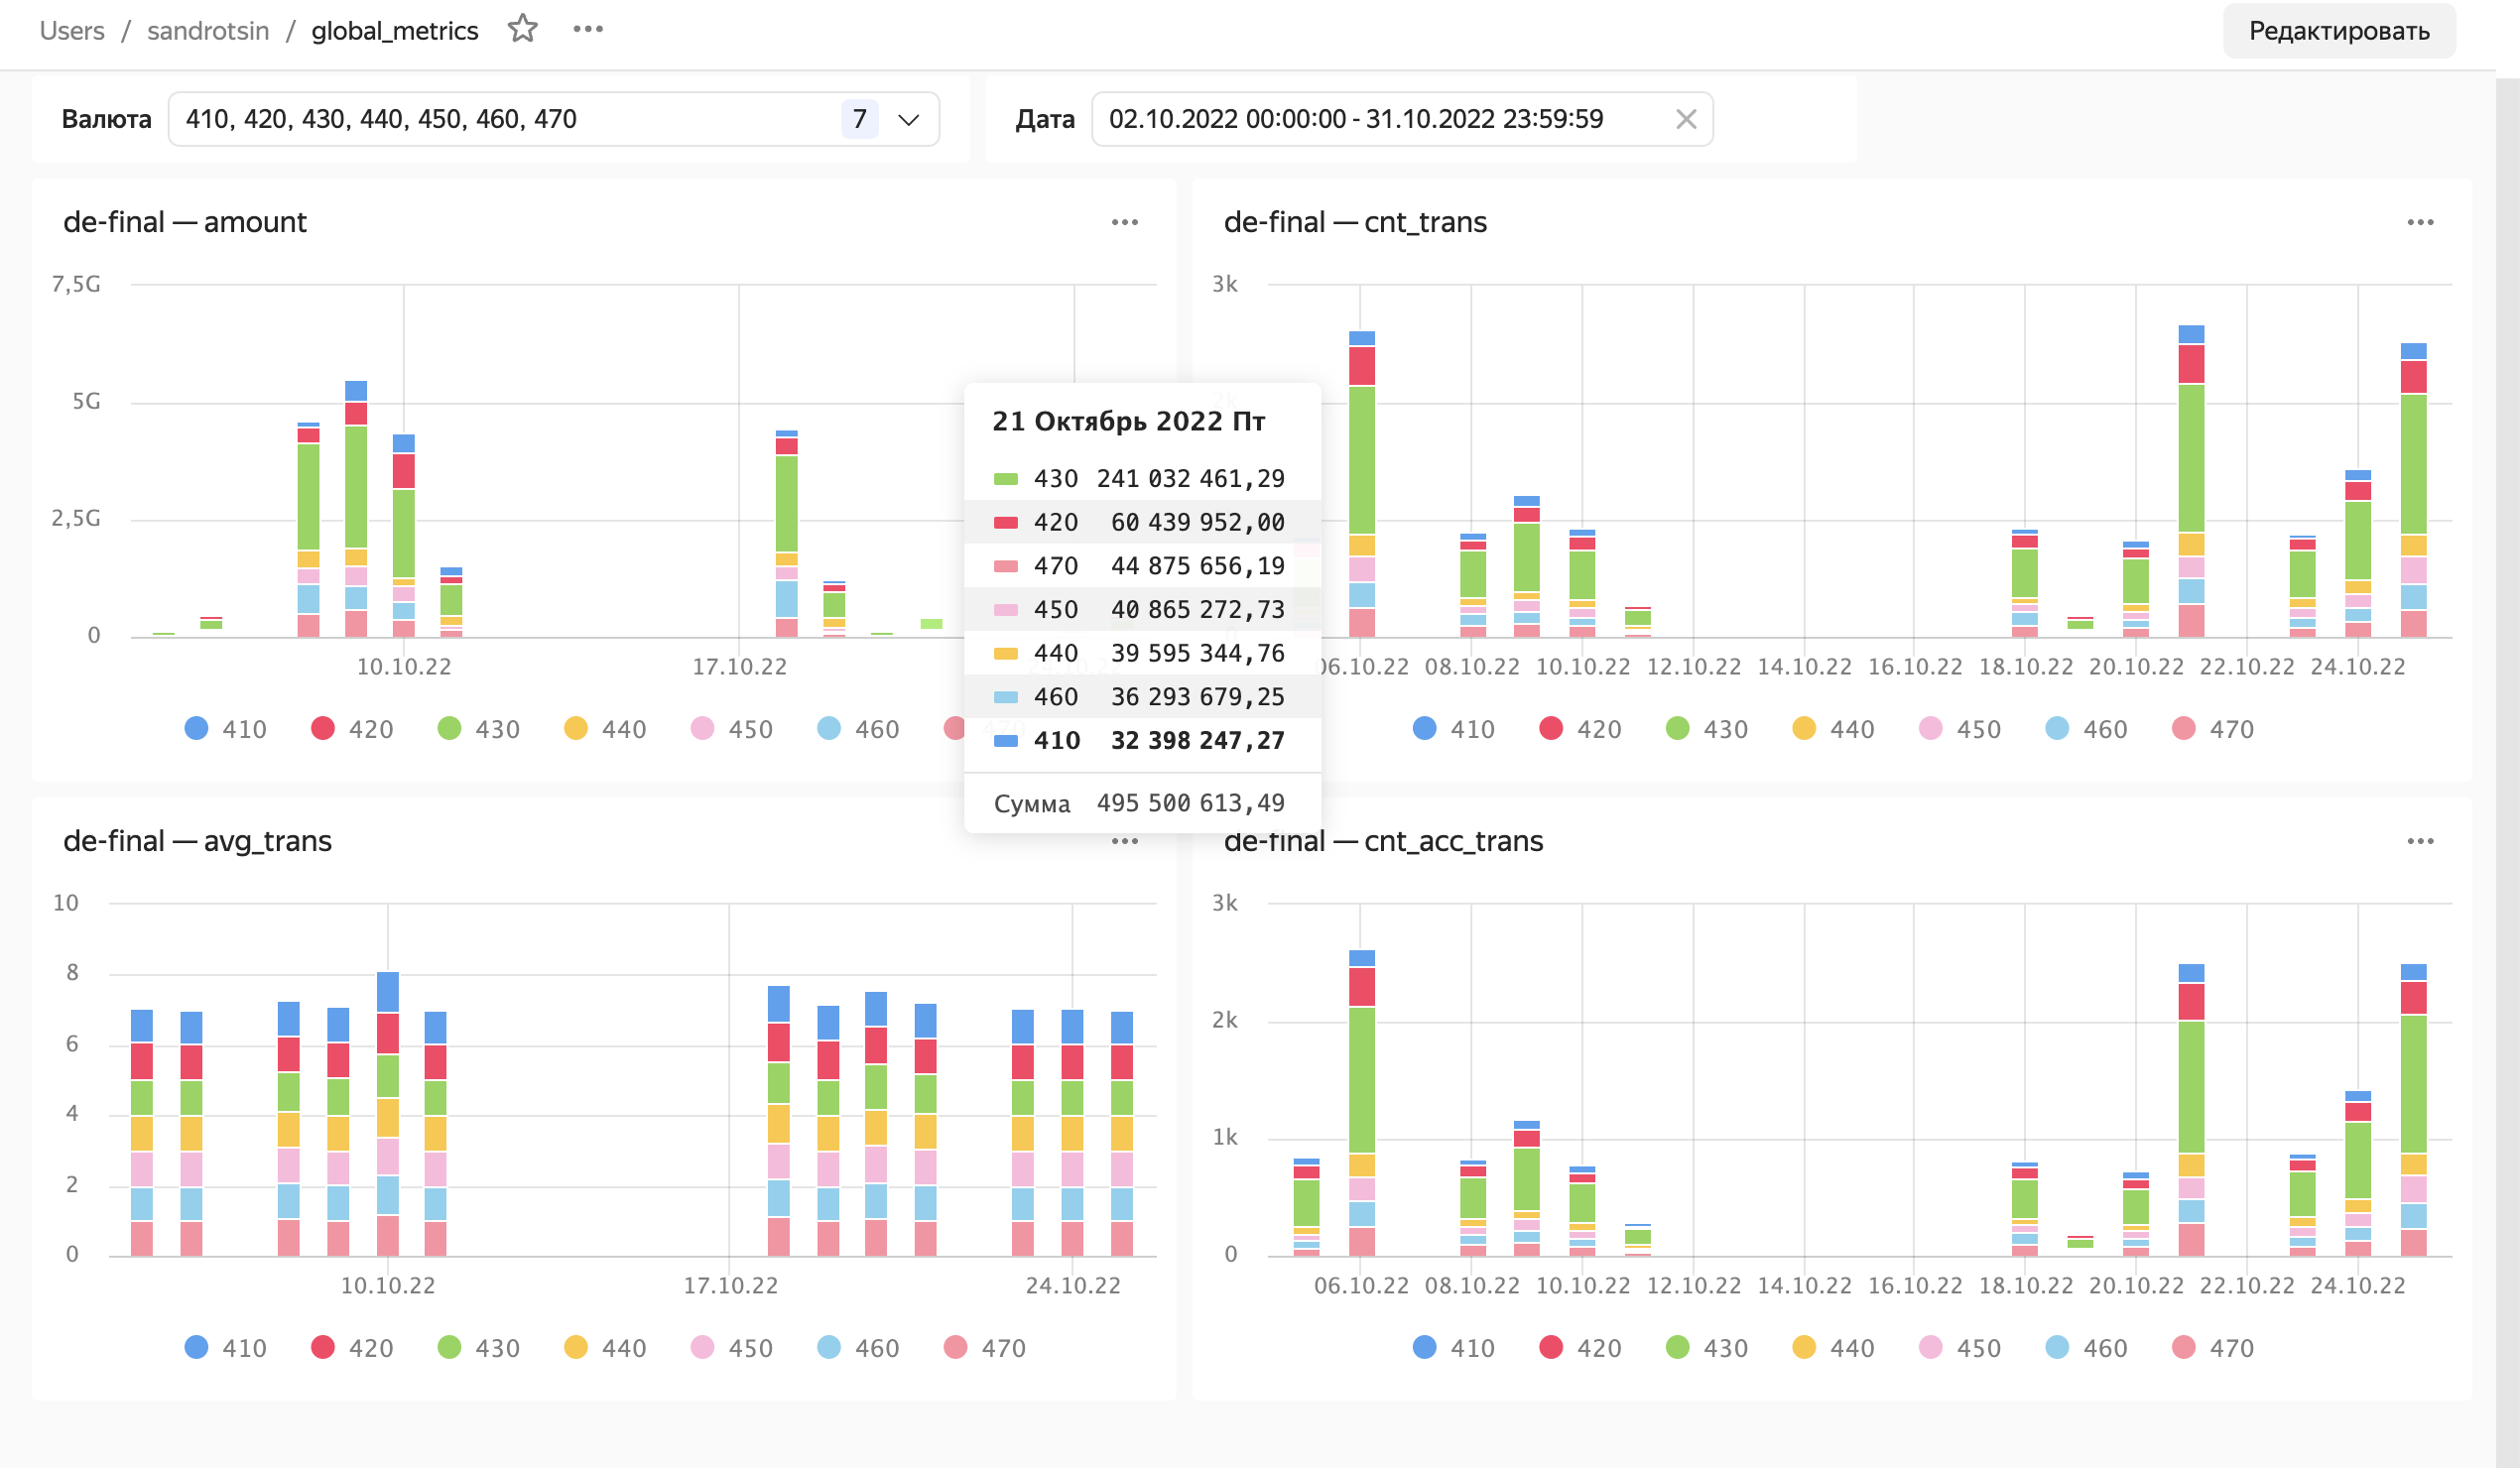 Users / sandrotsin / global_metrics
Редактировать
Валюта 410, 420, 430, 440, 450, 460, 470 7
Дата 02.10.2022 00:00:00 - 31.10.2022 23:59:59
de-final — amount
7,5G
5G
2,5G
0
10.10.22 17.10.22
410 420 430 440 450 460 470
21 Октябрь 2022 Пт
430 241 032 461,29
420 60 439 952,00
470 44 875 656,19
450 40 865 272,73
440 39 595 344,76
460 36 293 679,25
410 32 398 247,27
Сумма 495 500 613,49
de-final — cnt_trans
3k
2k
0
06.10.22 08.10.22 10.10.22 12.10.22 14.10.22 16.10.22 18.10.22 20.10.22 22.10.22 24.10.22
410 420 430 440 450 460 470
de-final — avg_trans
10
8
6
4
2
0
10.10.22 17.10.22 24.10.22
410 420 430 440 450 460 470
de-final — cnt_acc_trans
3k
2k
1k
0
06.10.22 08.10.22 10.10.22 12.10.22 14.10.22 16.10.22 18.10.22 20.10.22 22.10.22 24.10.22
410 420 430 440 450 460 470